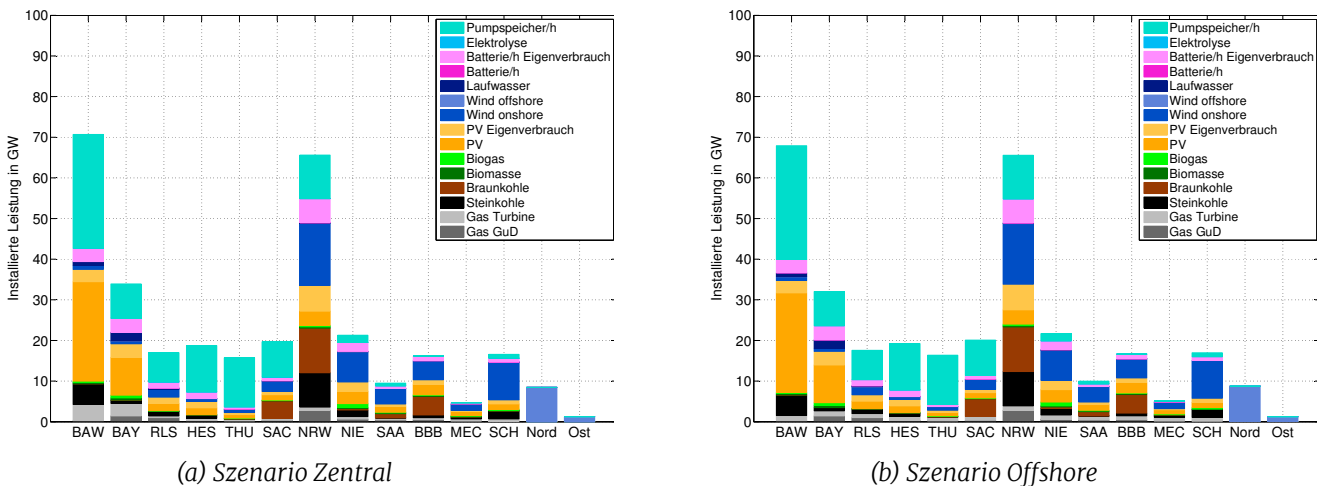 Installierte Leistung in GW
100
90
80
70
60
50
40
30
20
10
0
Pumpspeicher/h
Elektrolyse
Batterie/h Eigenverbrauch
Batterie/h
Laufwasser
Wind offshore
Wind onshore
PV Eigenverbrauch
PV
Biogas
Biomasse
Braunkohle
Steinkohle
Gas Turbine
Gas GuD
BAW BAY RLS HES THU SAC NRW NIE SAA BBB MEC SCH Nord Ost
(a) Szenario Zentral
Installierte Leistung in GW
100
90
80
70
60
50
40
30
20
10
0
Pumpspeicher/h
Elektrolyse
Batterie/h Eigenverbrauch
Batterie/h
Laufwasser
Wind offshore
Wind onshore
PV Eigenverbrauch
PV
Biogas
Biomasse
Braunkohle
Steinkohle
Gas Turbine
Gas GuD
BAW BAY RLS HES THU SAC NRW NIE SAA BBB MEC SCH Nord Ost
(b) Szenario Offshore